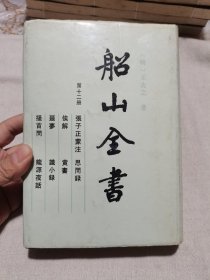 船山全書
第十二册
張子正蒙注 思問錄
俟解 黃書
噩夢 識小錄
搔首問 龍源夜話